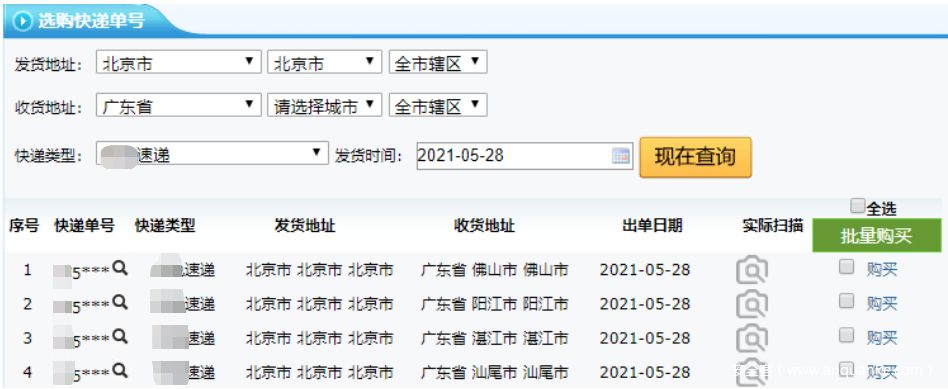 选购快递单号
发货地址： 北京市 北京市 全市辖区
收货地址： 广东省 请选择城市 全市辖区
快递类型： 速递 发货时间： 2021-05-28 现在查询
序号 快递单号 快递类型 发货地址 收货地址 出单日期 实际扫描 全选
批量购买
1 5*** 速递 北京市 北京市 北京市 广东省 佛山市 佛山市 2021-05-28 购买
2 5*** 速递 北京市 北京市 北京市 广东省 阳江市 阳江市 2021-05-28 购买
3 5*** 速递 北京市 北京市 北京市 广东省 湛江市 湛江市 2021-05-28 购买
4 5*** 速递 北京市 北京市 北京市 广东省 汕尾市 汕尾市 2021-05-28 购买